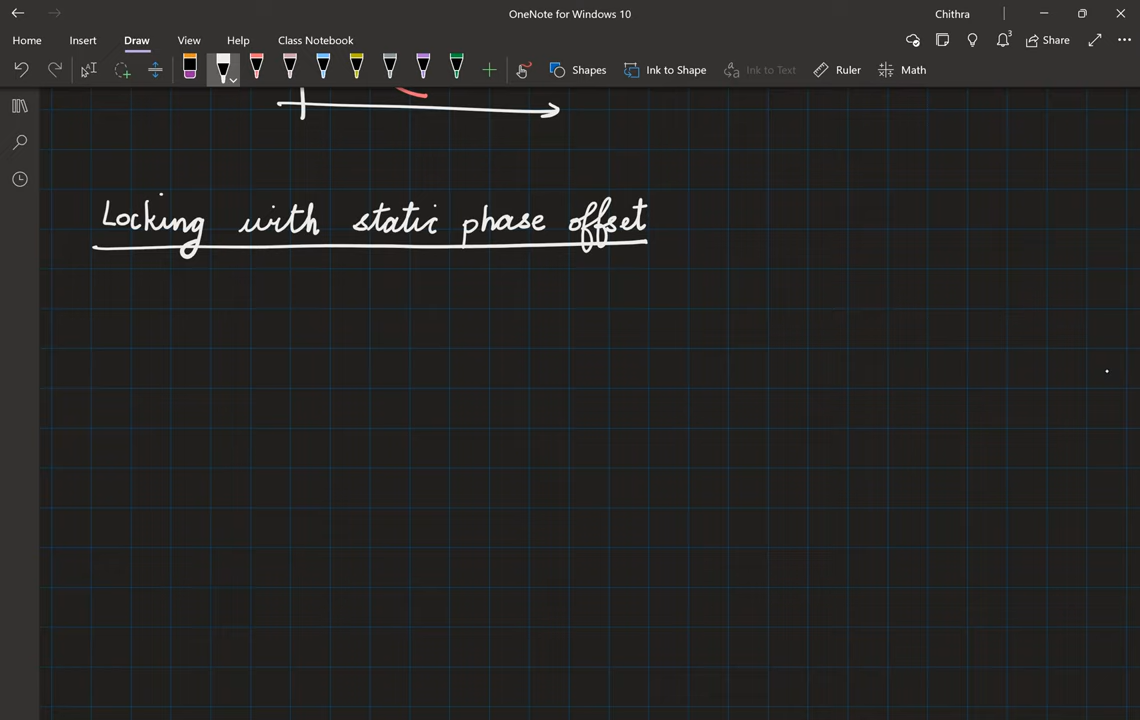 OneNote for Windows 10
Chithra
Home Insert Draw View Help Class Notebook
3 Share
Shapes Ink to Shape Ink to Text Ruler Math
Locking with static phase offset